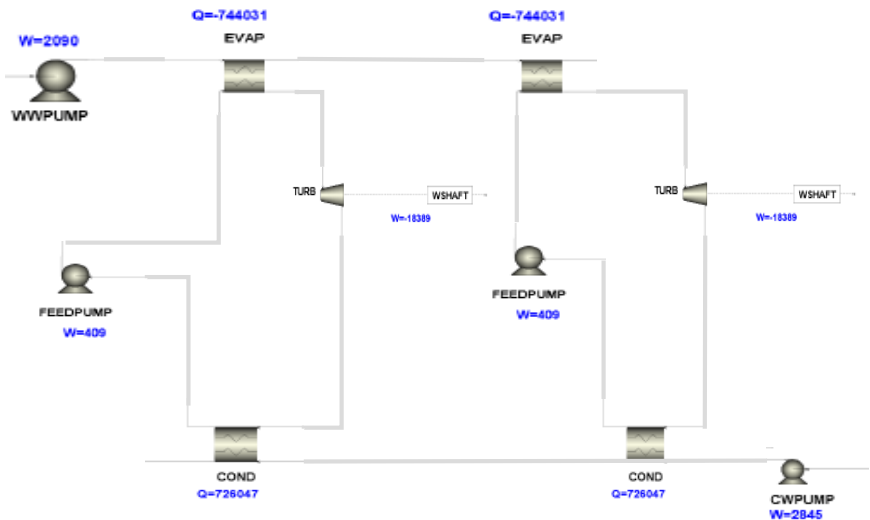 Q=-744031
EVAP
Q=-744031
EVAP
W=2090
WWPUMP
TURB
WSHAFT
W=-18389
TURB
WSHAFT
W=-18389
FEEDPUMP
W=409
FEEDPUMP
W=409
COND
Q=726047
COND
Q=726047
CWPUMP
W=2845